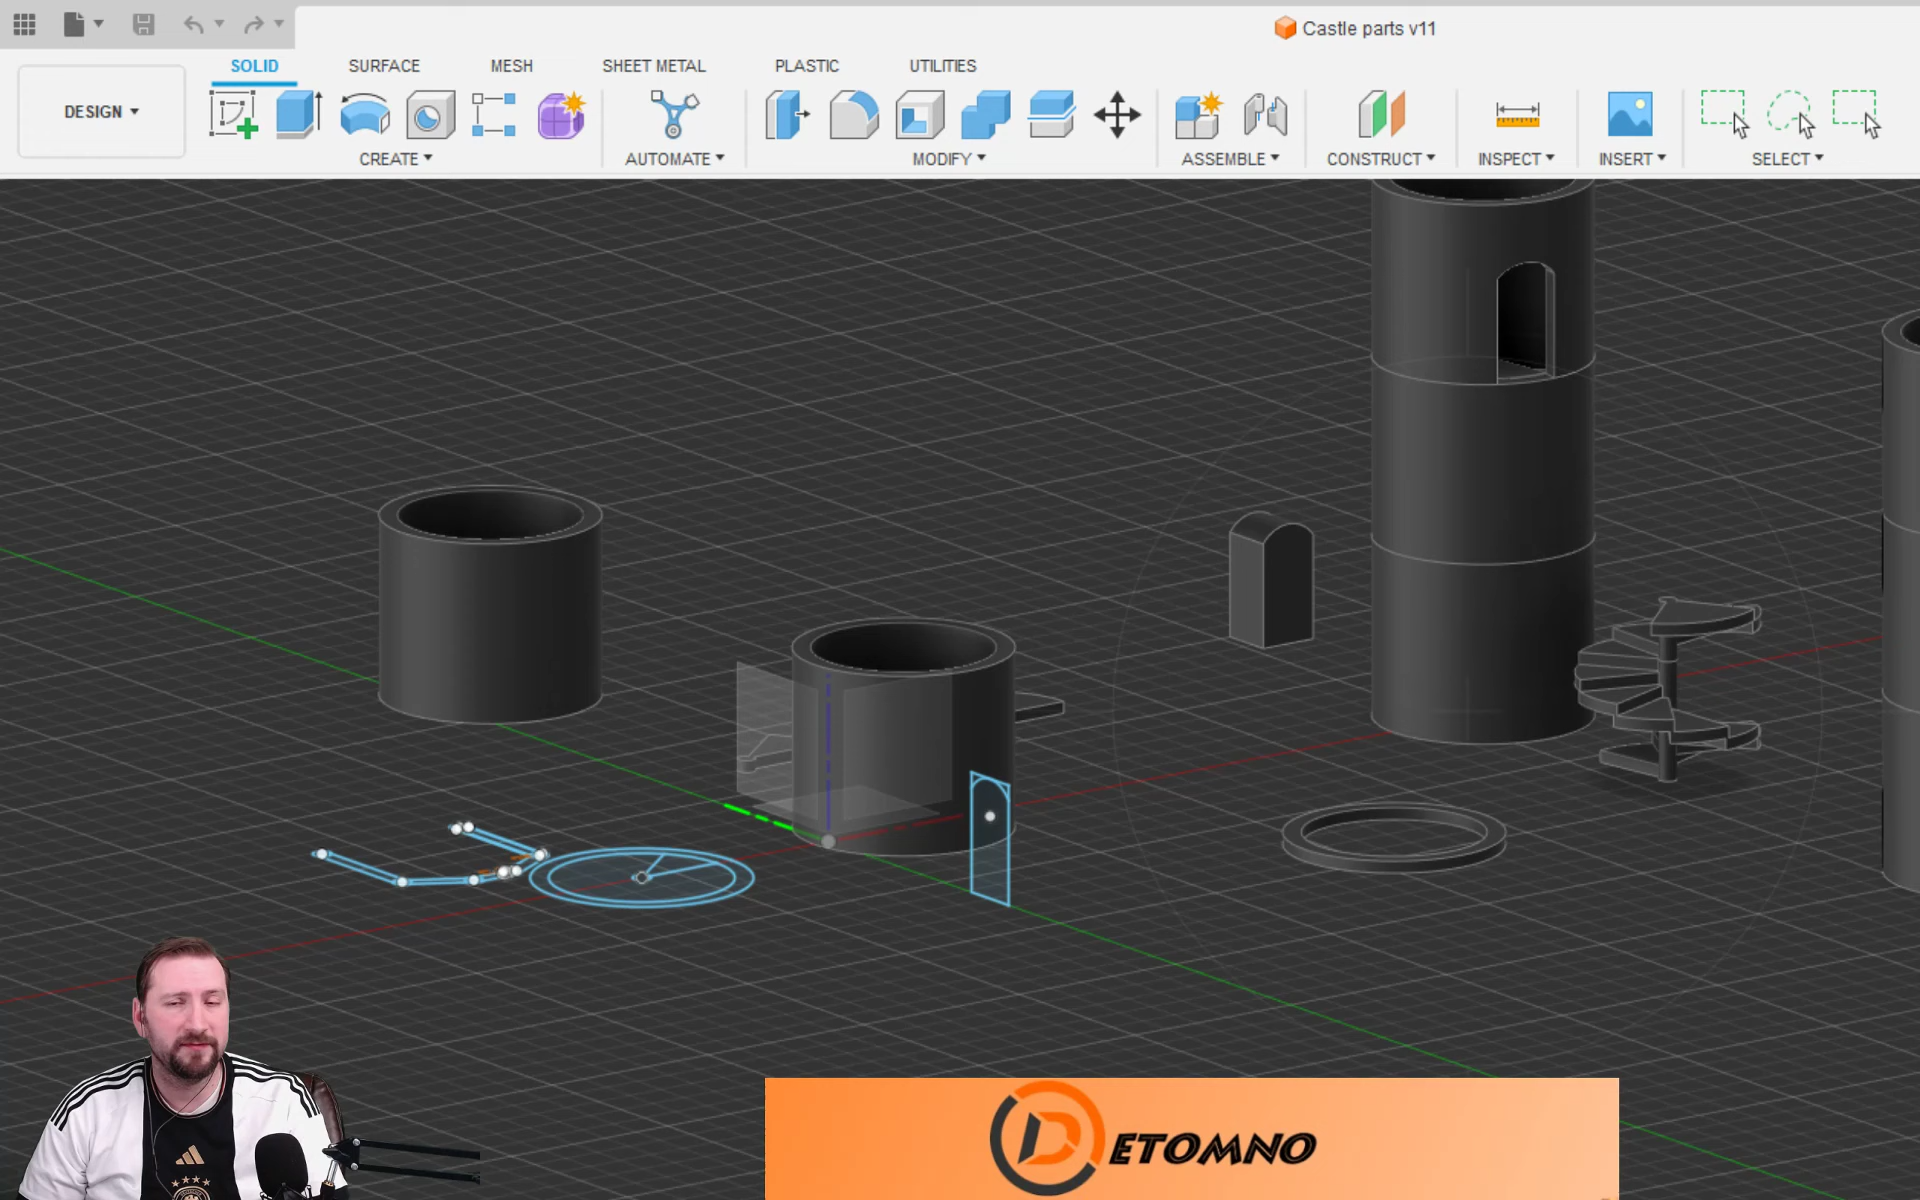 Castle parts v11
DESIGN
SOLID
SURFACE
MESH
SHEET METAL
PLASTIC
UTILITIES
CREATE
AUTOMATE
MODIFY
ASSEMBLE
CONSTRUCT
INSPECT
INSERT
SELECT
DETOMNO